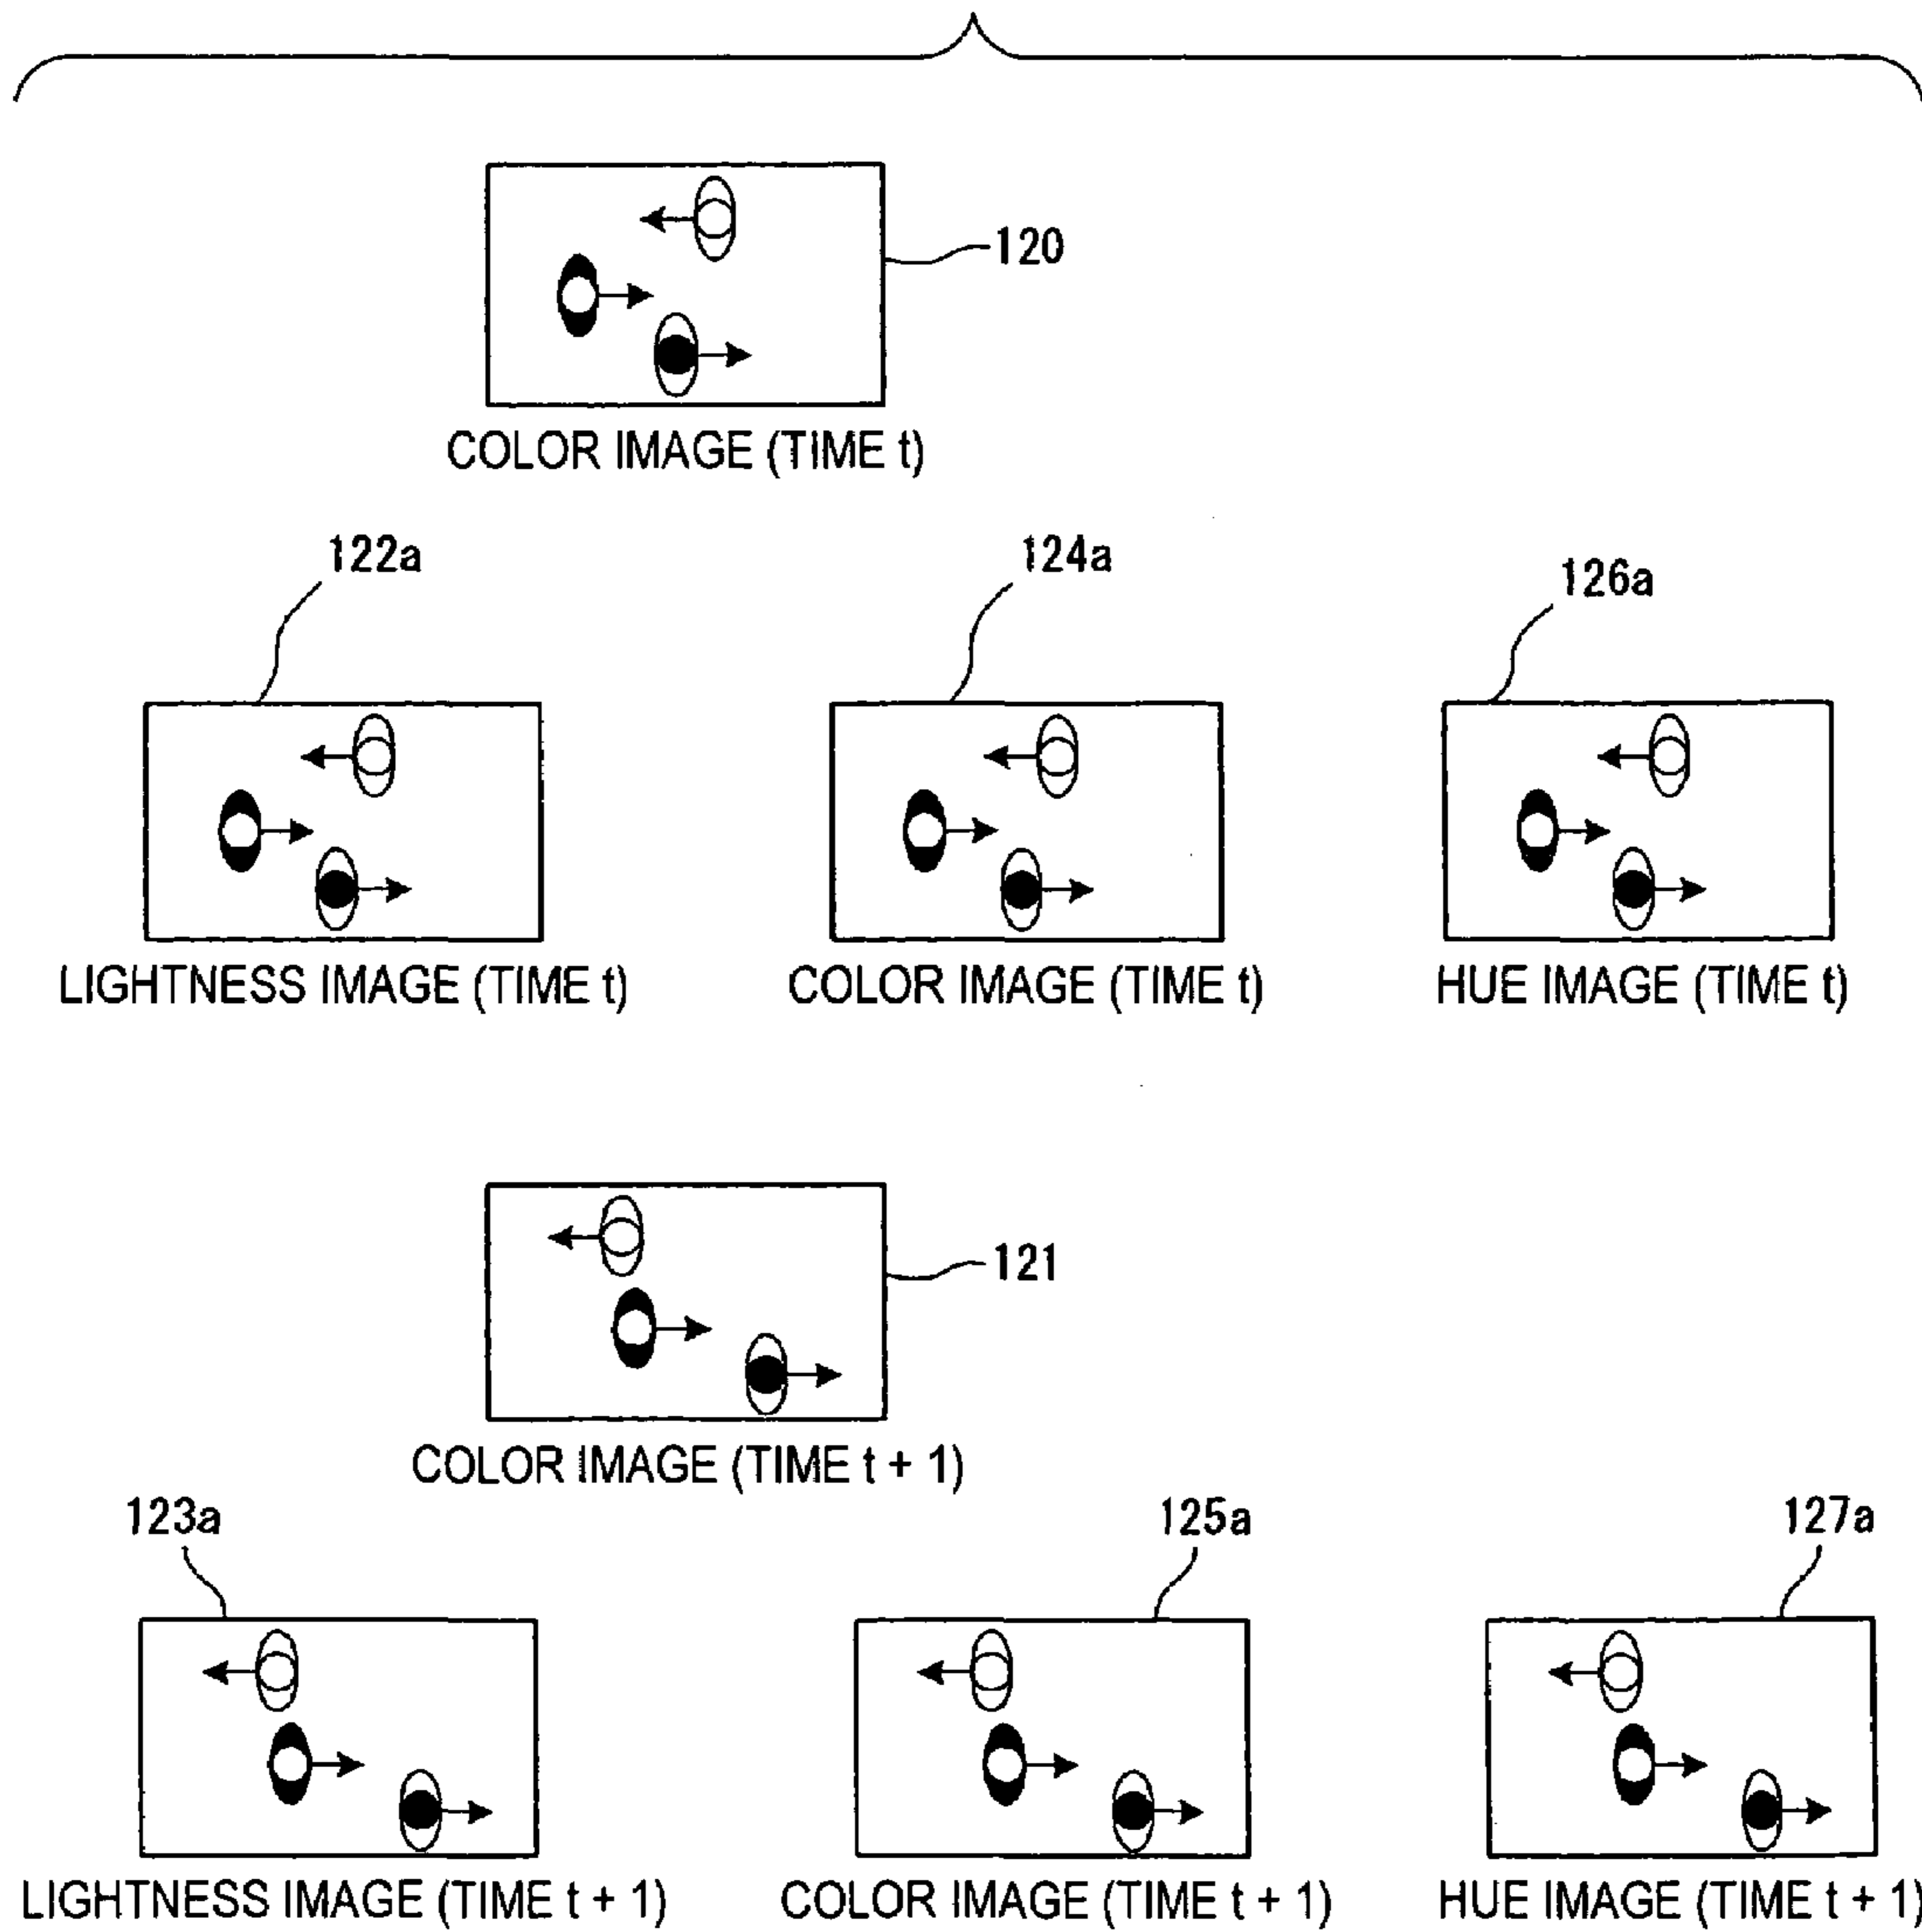 120
COLOR IMAGE (TIME t)
122a
124a
126a
LIGHTNESS IMAGE (TIME t)
COLOR IMAGE (TIME t)
HUE IMAGE (TIME t)
121
COLOR IMAGE (TIME t + 1)
123a
125a
127a
LIGHTNESS IMAGE (TIME t + 1)
COLOR IMAGE (TIME t + 1)
HUE IMAGE (TIME t + 1)